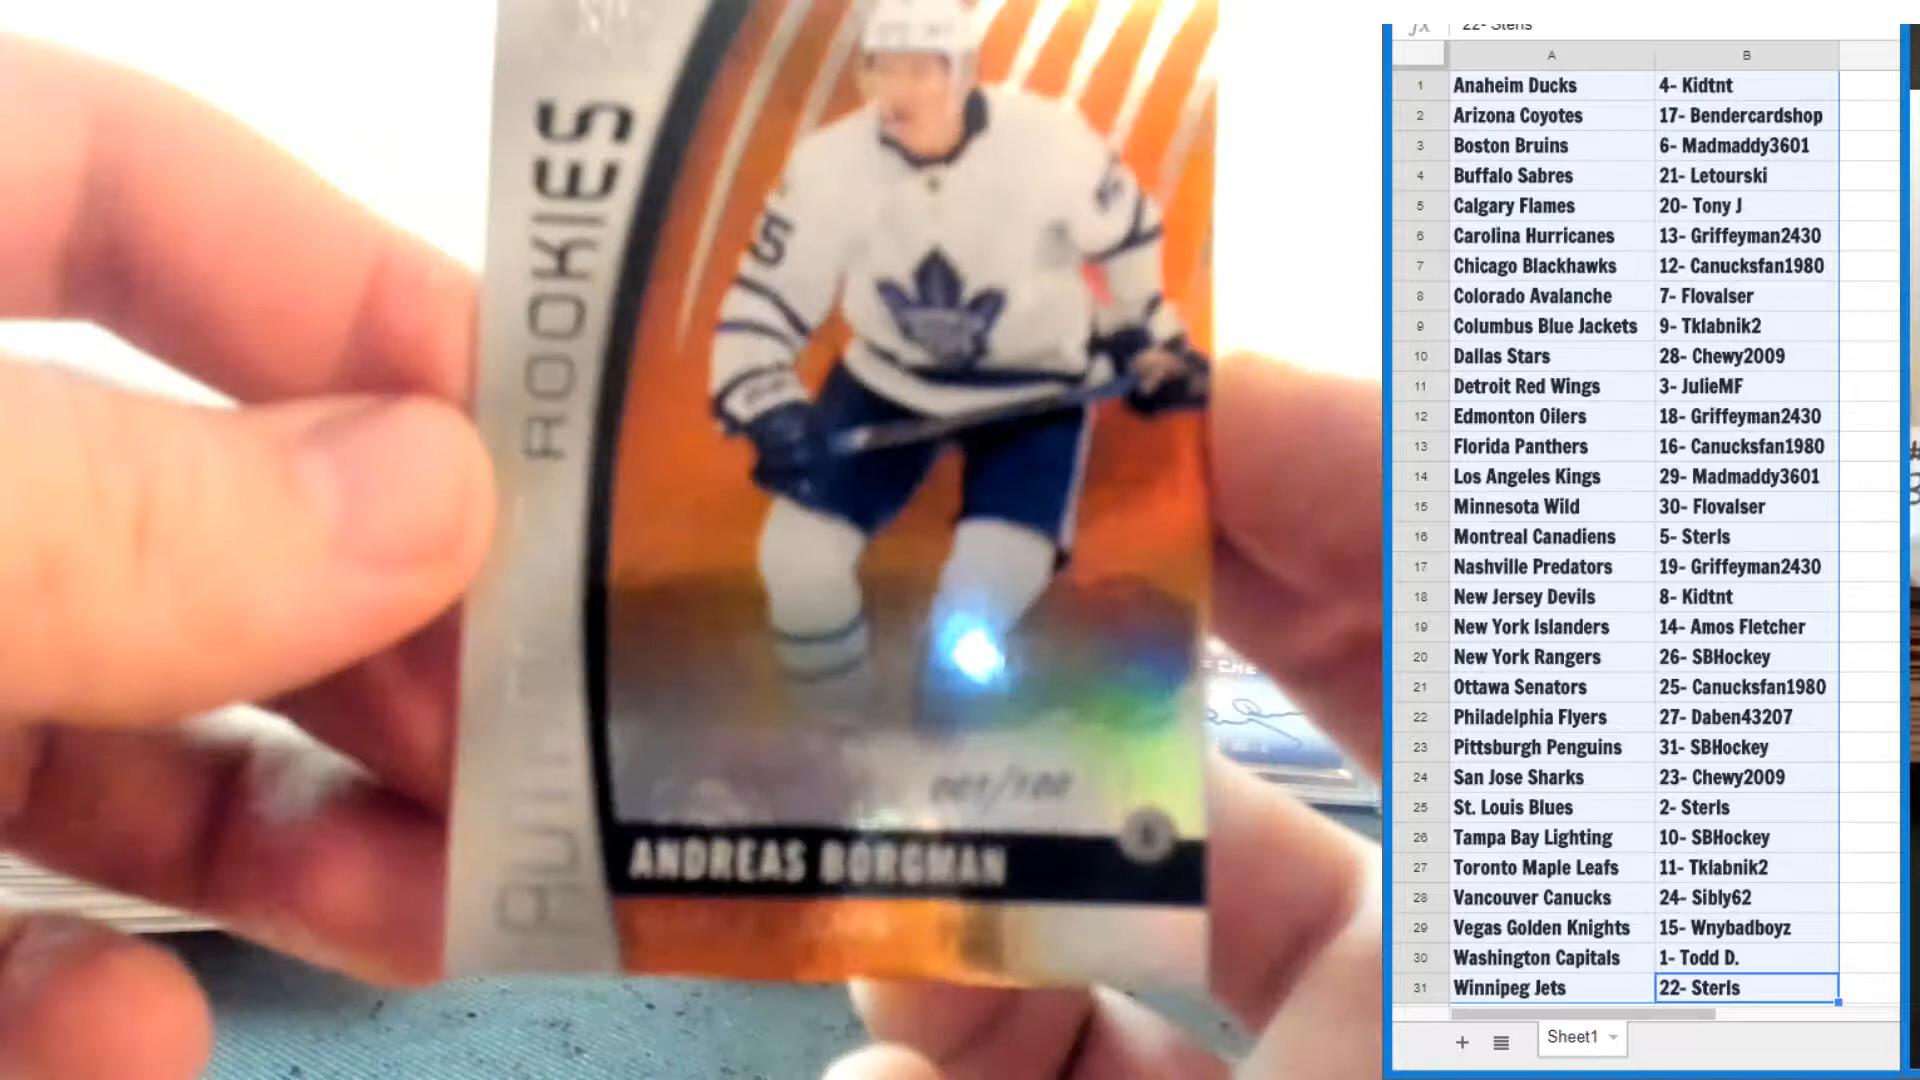 AUTHENTIC ROOKIES
5
001/100
ANDREAS BORGMAN
fx 22- Sterls
A B
1 Anaheim Ducks 4- Kidtnt
2 Arizona Coyotes 17- Bendercardshop
3 Boston Bruins 6- Madmaddy3601
4 Buffalo Sabres 21- Letourski
5 Calgary Flames 20- Tony J
6 Carolina Hurricanes 13- Griffeyman2430
7 Chicago Blackhawks 12- Canucksfan1980
8 Colorado Avalanche 7- Flovalser
9 Columbus Blue Jackets 9- Tklabnik2
10 Dallas Stars 28- Chewy2009
11 Detroit Red Wings 3- JulieMF
12 Edmonton Oilers 18- Griffeyman2430
13 Florida Panthers 16- Canucksfan1980
14 Los Angeles Kings 29- Madmaddy3601
15 Minnesota Wild 30- Flovalser
16 Montreal Canadiens 5- Sterls
17 Nashville Predators 19- Griffeyman2430
18 New Jersey Devils 8- Kidtnt
19 New York Islanders 14- Amos Fletcher
20 New York Rangers 26- SBHockey
21 Ottawa Senators 25- Canucksfan1980
22 Philadelphia Flyers 27- Daben43207
23 Pittsburgh Penguins 31- SBHockey
24 San Jose Sharks 23- Chewy2009
25 St. Louis Blues 2- Sterls
26 Tampa Bay Lighting 10- SBHockey
27 Toronto Maple Leafs 11- Tklabnik2
28 Vancouver Canucks 24- Sibly62
29 Vegas Golden Knights 15- Wnybadboyz
30 Washington Capitals 1- Todd D.
31 Winnipeg Jets 22- Sterls
+ Sheet1